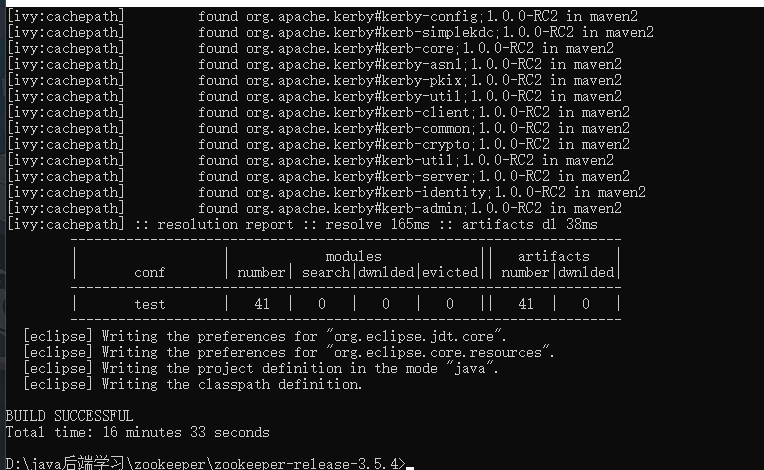 [ivy:cachepath]         found org.apache.kerby#kerby-config;1.0.0-RC2 in maven2
[ivy:cachepath]         found org.apache.kerby#kerb-simplekdc;1.0.0-RC2 in maven2
[ivy:cachepath]         found org.apache.kerby#kerb-core;1.0.0-RC2 in maven2
[ivy:cachepath]         found org.apache.kerby#kerby-asn1;1.0.0-RC2 in maven2
[ivy:cachepath]         found org.apache.kerby#kerby-pkix;1.0.0-RC2 in maven2
[ivy:cachepath]         found org.apache.kerby#kerby-util;1.0.0-RC2 in maven2
[ivy:cachepath]         found org.apache.kerby#kerb-client;1.0.0-RC2 in maven2
[ivy:cachepath]         found org.apache.kerby#kerb-common;1.0.0-RC2 in maven2
[ivy:cachepath]         found org.apache.kerby#kerb-crypto;1.0.0-RC2 in maven2
[ivy:cachepath]         found org.apache.kerby#kerb-util;1.0.0-RC2 in maven2
[ivy:cachepath]         found org.apache.kerby#kerb-server;1.0.0-RC2 in maven2
[ivy:cachepath]         found org.apache.kerby#kerb-identity;1.0.0-RC2 in maven2
[ivy:cachepath]         found org.apache.kerby#kerb-admin;1.0.0-RC2 in maven2
[ivy:cachepath] :: resolution report :: resolve 165ms :: artifacts dl 38ms
---------------------------------------------------------------------
|                  |            modules            ||   artifacts   |
|       conf       | number| search|dwnlded|evicted|| number|dwnlded|
---------------------------------------------------------------------
|       test       |   41  |   0   |   0   |   0   ||   41  |   0   |
---------------------------------------------------------------------
[eclipse] Writing the preferences for "org.eclipse.jdt.core".
[eclipse] Writing the preferences for "org.eclipse.core.resources".
[eclipse] Writing the project definition in the mode "java".
[eclipse] Writing the classpath definition.
BUILD SUCCESSFUL
Total time: 16 minutes 33 seconds
D:\java后端学习\zookeeper\zookeeper-release-3.5.4>